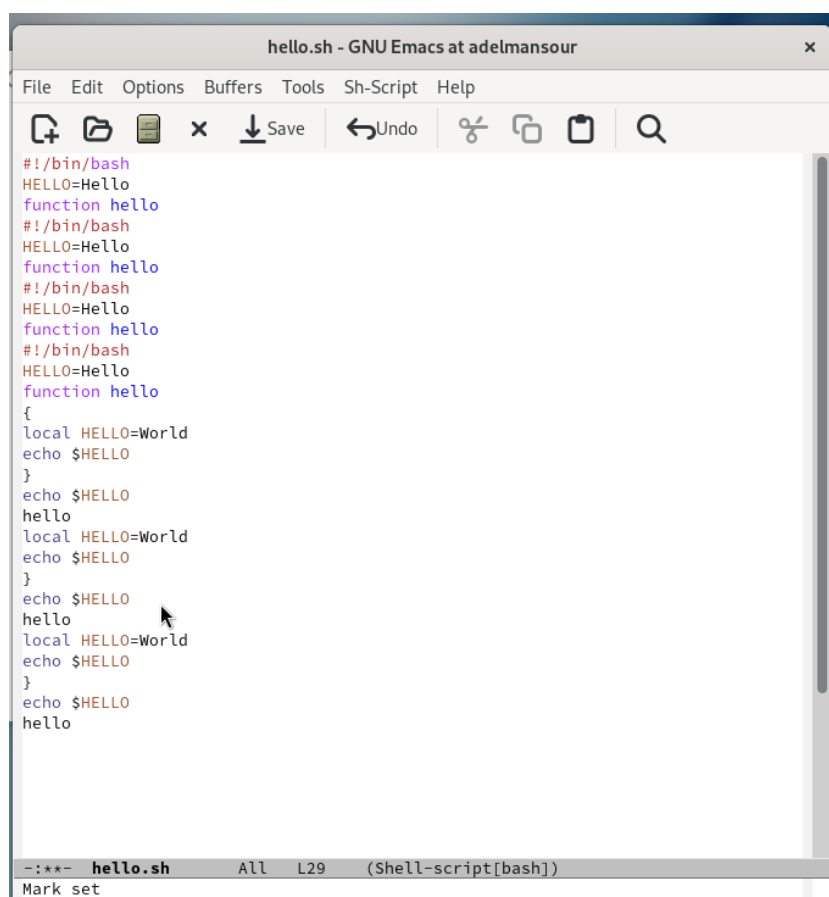 hello.sh - GNU Emacs at adelmansour ×
File Edit Options Buffers Tools Sh-Script Help
Save Undo
#!/bin/bash
HELLO=Hello
function hello
#!/bin/bash
HELLO=Hello
function hello
#!/bin/bash
HELLO=Hello
function hello
#!/bin/bash
HELLO=Hello
function hello
{
local HELLO=World
echo $HELLO
}
echo $HELLO
hello
local HELLO=World
echo $HELLO
}
echo $HELLO
hello
local HELLO=World
echo $HELLO
}
echo $HELLO
hello
-:**- hello.sh All L29 (Shell-script[bash])
Mark set